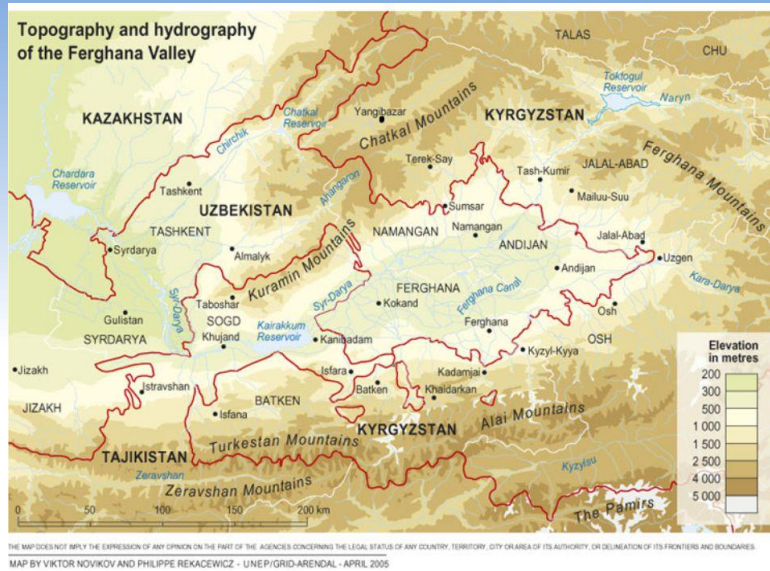 Topography and hydrography
of the Ferghana Valley
TALAS
CHU
Toktogul
Reservoir
Naryn
KAZAKHSTAN
Chatkal
Reservoir
Yangibazar
Chatkal Mountains
KYRGYZSTAN
Chirchik
Ferghana Mountains
Chardara
Reservoir
Terek-Say
Tash-Kumir
JALAL-ABAD
Mailuu-Suu
Tashkent
Ahangaron
UZBEKISTAN
Sumsar
TASHKENT
NAMANGAN
Namangan
ANDIJAN
Jalal-Abad
Syrdarya
Almalyk
Kuramin Mountains
Uzgen
Andijan
Kara-Darya
Syr-Darya
Taboshar
Syr-Darya
FERGHANA
Kokand
Ferghana Canal
Osh
Gulistan
SOGD
Kairakkum
Reservoir
SYRDARYA
Khujand
Kanibadam
Ferghana
OSH
Kyzyl-Kyya
Elevation
in metres
Jizakh
Isfara
Kadamjai
200
300
500
1 000
1 500
2 500
4 000
5 000
Istravshan
Batken
Khaidarkan
JIZAKH
BATKEN
Isfana
Alai Mountains
Turkestan Mountains
KYRGYZSTAN
TAJIKISTAN
Zeravshan
Kyzylsu
Zeravshan Mountains
The Pamirs
0 50 100 150 200 km
THE MAP DOES NOT IMPLY THE EXPRESSION OF ANY OPINION ON THE PART OF THE AGENCIES CONCERNING THE LEGAL STATUS OF ANY COUNTRY, TERRITORY, CITY OR AREA OF ITS AUTHORITY, OR DELINEATION OF ITS FRONTIERS AND BOUNDARIES.
MAP BY VIKTOR NOVIKOV AND PHILIPPE REKACEWICZ - UNEP/GRID-ARENDAL - APRIL 2005